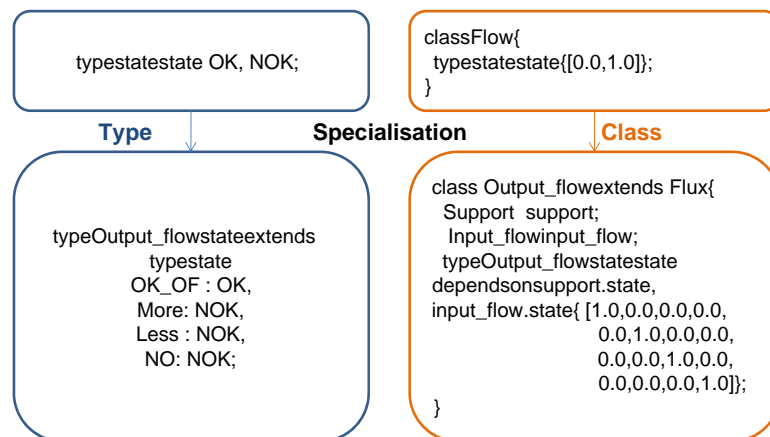 typestatestate OK, NOK;
classFlow{
typestatestate{[0.0,1.0]};
}
Type
Specialisation
Class
typeOutput_flowstateextends
typestate
OK_OF : OK,
More: NOK,
Less : NOK,
NO: NOK;
class Output_flowextends Flux{
Support support;
Input_flowinput_flow;
typeOutput_flowstatestate
dependsonsupport.state,
input_flow.state{ [1.0,0.0,0.0,0.0,
0.0,1.0,0.0,0.0,
0.0,0.0,1.0,0.0,
0.0,0.0,0.0,1.0]};
}